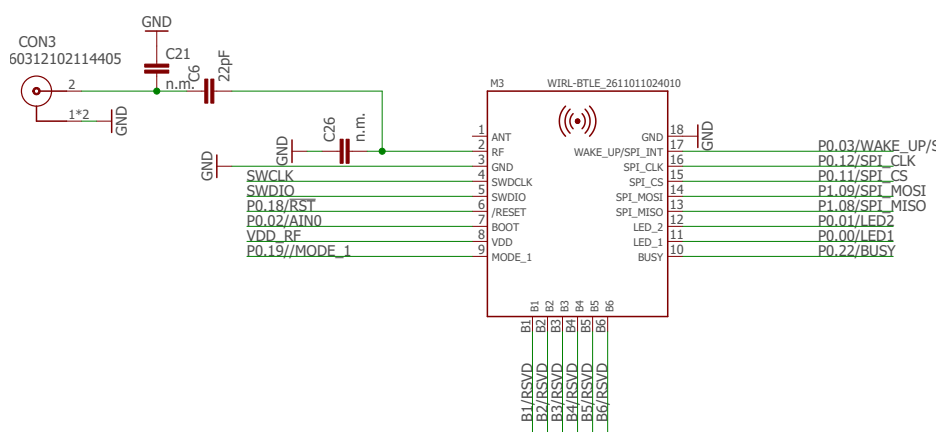 GND
CON3
60312102114405
C21
C6
22pF
n.m.
2
1*2
GND
C26
n.m.
GND
GND
M3
WIRL-BTLE_2611011024010
1 ANT
2 RF
3 GND
SWCLK 4 SWDCLK
SWDIO 5 SWDIO
P0.18/RST 6 /RESET
P0.02/AIN0 7 BOOT
VDD_RF 8 VDD
P0.19//MODE_1 9 MODE_1
GND 18 GND
WAKE_UP/SPI_INT 17 P0.03/WAKE_UP/S
SPI_CLK 16 P0.12/SPI_CLK
SPI_CS 15 P0.11/SPI_CS
SPI_MOSI 14 P1.09/SPI_MOSI
SPI_MISO 13 P1.08/SPI_MISO
LED_2 12 P0.01/LED2
LED_1 11 P0.00/LED1
BUSY 10 P0.22/BUSY
B1 B2 B3 B4 B5 B6
B1 B2 B3 B4 B5 B6
B1/RSVD
B2/RSVD
B3/RSVD
B4/RSVD
B5/RSVD
B6/RSVD